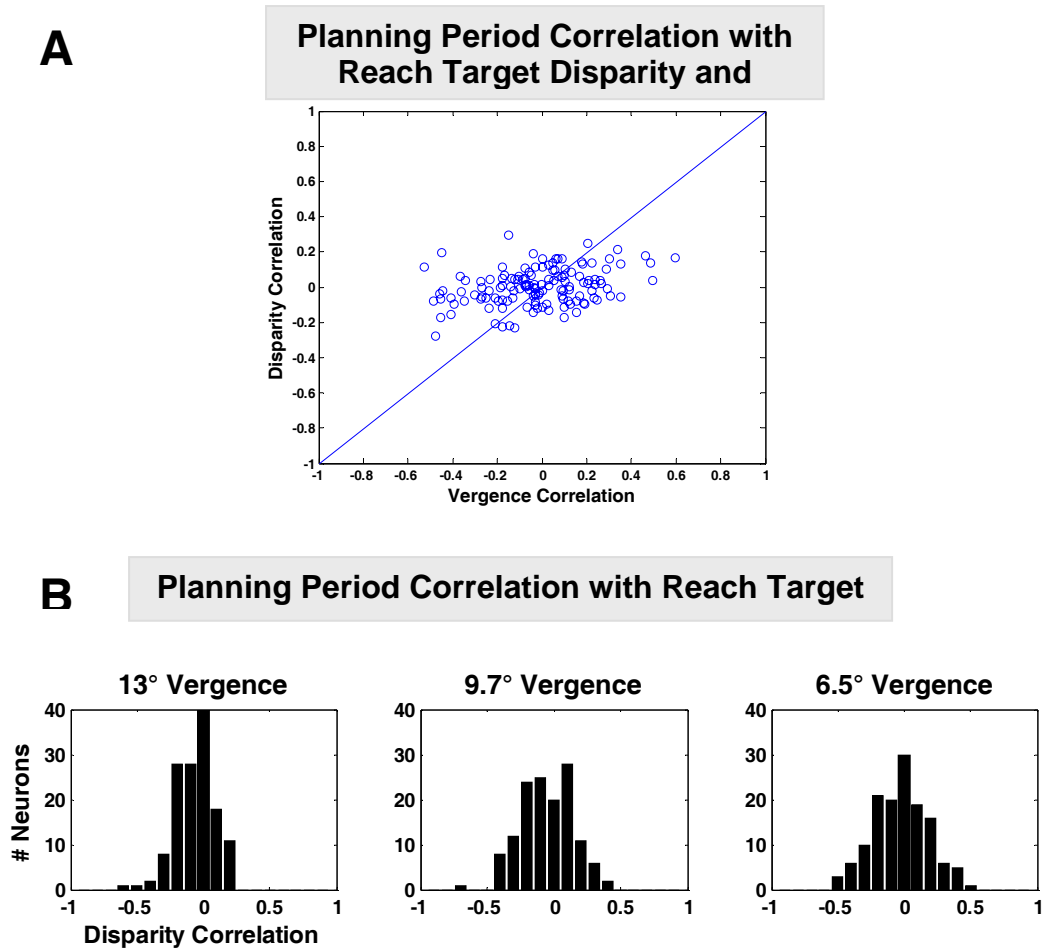 A
Planning Period Correlation with
Reach Target Disparity and
1
0.8
0.6
0.4
0.2
0
-0.2
-0.4
-0.6
-0.8
-1
Disparity Correlation
-1 -0.8 -0.6 -0.4 -0.2 0 0.2 0.4 0.6 0.8 1
Vergence Correlation
B
Planning Period Correlation with Reach Target
13° Vergence
9.7° Vergence
6.5° Vergence
# Neurons
40
30
20
10
0
-1 -0.5 0 0.5 1
Disparity Correlation
40
30
20
10
0
-1 -0.5 0 0.5 1
40
30
20
10
0
-1 -0.5 0 0.5 1